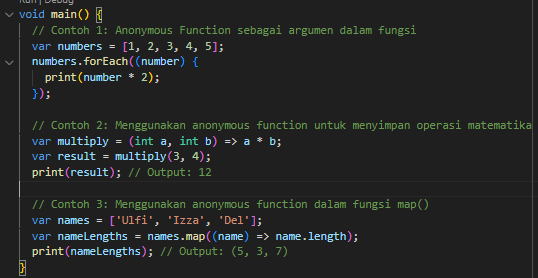 Run | Debug
void main() {
  // Contoh 1: Anonymous Function sebagai argumen dalam fungsi
  var numbers = [1, 2, 3, 4, 5];
  numbers.forEach((number) {
    print(number * 2);
  });

  // Contoh 2: Menggunakan anonymous function untuk menyimpan operasi matematika
  var multiply = (int a, int b) => a * b;
  var result = multiply(3, 4);
  print(result); // Output: 12

  // Contoh 3: Menggunakan anonymous function dalam fungsi map()
  var names = ['Ulfi', 'Izza', 'Del'];
  var nameLengths = names.map((name) => name.length);
  print(nameLengths); // Output: (5, 3, 7)
}